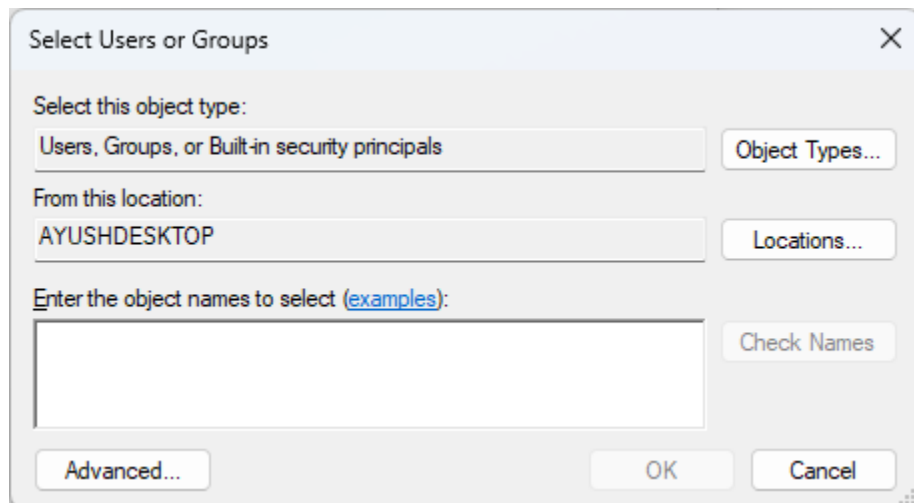 Select Users or Groups
Select this object type:
Users, Groups, or Built-in security principals
Object Types...
From this location:
AYUSHDESKTOP
Locations...
Enter the object names to select (examples):
Check Names
Advanced...
OK
Cancel